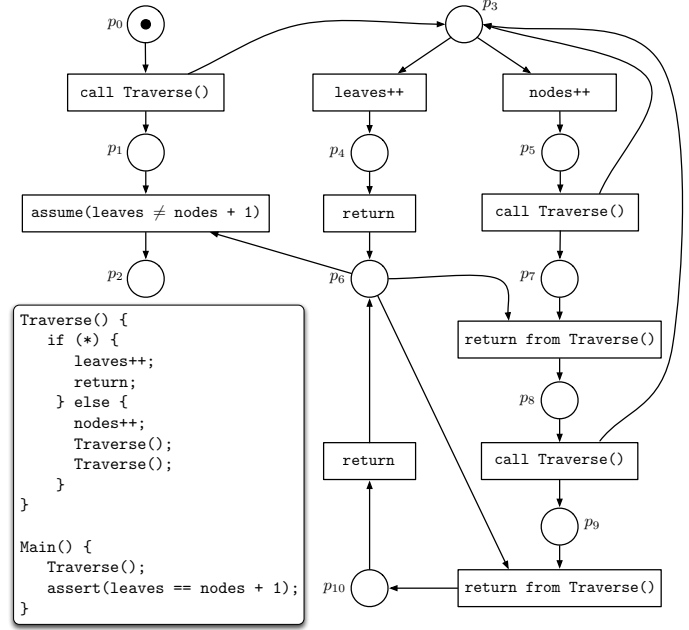 p₀
p₃
call Traverse()
leaves++
nodes++
p₁
p₄
p₅
assume(leaves ≠ nodes + 1)
return
call Traverse()
p₂
p₆
p₇
return from Traverse()
p₈
return
call Traverse()
p₉
p₁₀
return from Traverse()
Traverse() {
if (*) {
leaves++;
return;
} else {
nodes++;
Traverse();
Traverse();
}
}
Main() {
Traverse();
assert(leaves == nodes + 1);
}